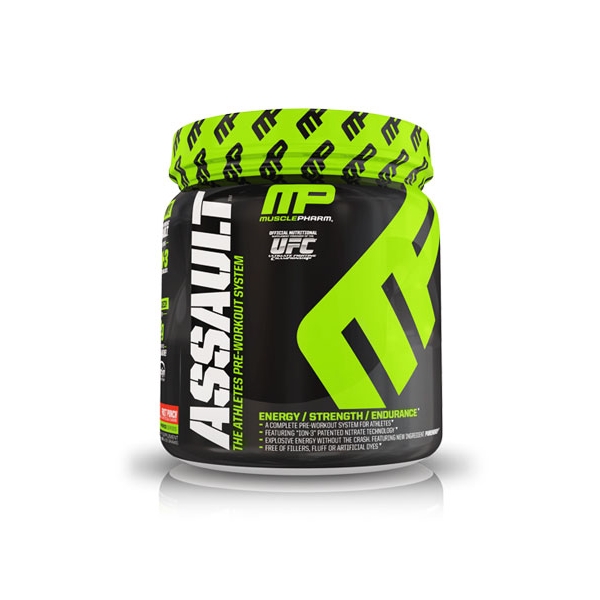 MP
MUSCLEPHARM
OFFICIAL NUTRITIONAL
UFC
ULTIMATE FIGHTING
CHAMPIONSHIP
ASSAULT
THE ATHLETES PRE-WORKOUT SYSTEM
MP
ENERGY / STRENGTH / ENDURANCE*
• A COMPLETE PRE-WORKOUT SYSTEM FOR ATHLETES*
• FEATURING "ION-3" PATENTED NITRATE TECHNOLOGY*
• EXPLOSIVE ENERGY WITHOUT THE CRASH. FEATURING NEW INGREDIENT
• FREE OF FILLERS, FLUFF OR ARTIFICIAL DYES*
PUNCH